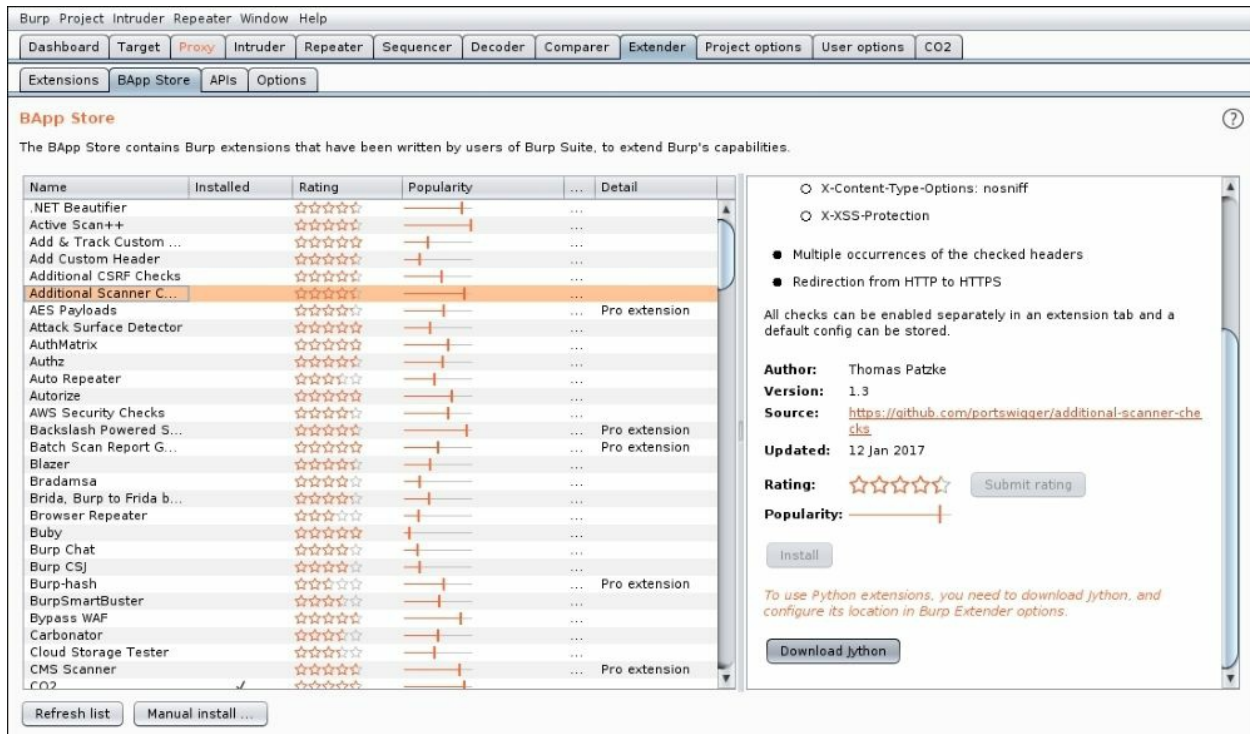 Burp Project Intruder Repeater Window Help
Dashboard Target Proxy Intruder Repeater Sequencer Decoder Comparer Extender Project options User options CO2
Extensions BApp Store APIs Options
BApp Store
The BApp Store contains Burp extensions that have been written by users of Burp Suite, to extend Burp's capabilities.
Name Installed Rating Popularity ... Detail
.NET Beautifier ...
Active Scan++ ...
Add & Track Custom ... ...
Add Custom Header ...
Additional CSRF Checks ...
Additional Scanner C... ...
AES Payloads ... Pro extension
Attack Surface Detector ...
AuthMatrix ...
Authz ...
Auto Repeater ...
Autorize ...
AWS Security Checks ...
Backslash Powered S... ... Pro extension
Batch Scan Report G... ... Pro extension
Blazer ...
Bradamsa ...
Brida, Burp to Frida b... ...
Browser Repeater ...
Buby ...
Burp Chat ...
Burp CSJ ...
Burp-hash ... Pro extension
BurpSmartBuster ...
Bypass WAF ...
Carbonator ...
Cloud Storage Tester ...
CMS Scanner ... Pro extension
CO2 ✓ ...
X-Content-Type-Options: nosniff
X-XSS-Protection
Multiple occurrences of the checked headers
Redirection from HTTP to HTTPS
All checks can be enabled separately in an extension tab and a
default config can be stored.
Author: Thomas Patzke
Version: 1.3
Source: https://github.com/portswigger/additional-scanner-che
cks
Updated: 12 Jan 2017
Rating: Submit rating
Popularity:
Install
To use Python extensions, you need to download Jython, and
configure its location in Burp Extender options.
Download Jython
Refresh list Manual install ...